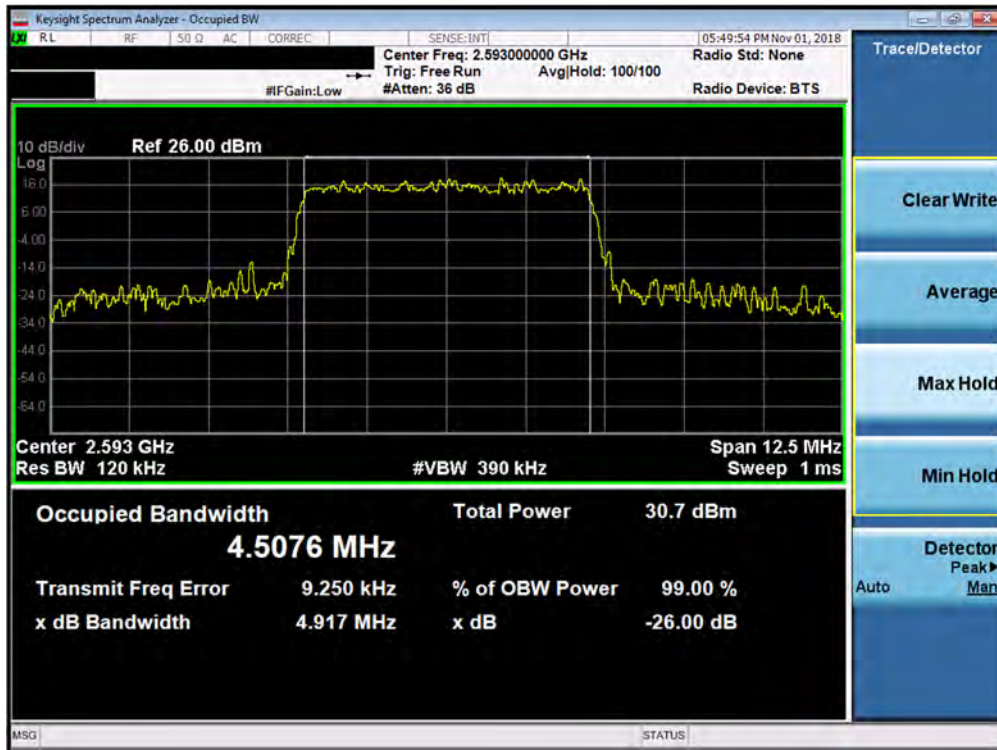 Keysight Spectrum Analyzer - Occupied BW
RL RF 50 Ω AC CORREC SENSE:INT 05:49:54 PM Nov 01, 2018
Center Freq: 2.593000000 GHz Radio Std: None
Trig: Free Run Avg|Hold: 100/100
#IFGain:Low #Atten: 36 dB Radio Device: BTS
Trace/Detector
10 dB/div Ref 26.00 dBm
Log
16.0
6.00
-4.00
-14.0
-24.0
-34.0
-44.0
-54.0
-64.0
Center 2.593 GHz Span 12.5 MHz
Res BW 120 kHz #VBW 390 kHz Sweep 1 ms
Occupied Bandwidth Total Power 30.7 dBm
4.5076 MHz
Transmit Freq Error 9.250 kHz % of OBW Power 99.00 %
x dB Bandwidth 4.917 MHz x dB -26.00 dB
Clear Write
Average
Max Hold
Min Hold
Detector
Peak▶
Auto Man
MSG STATUS